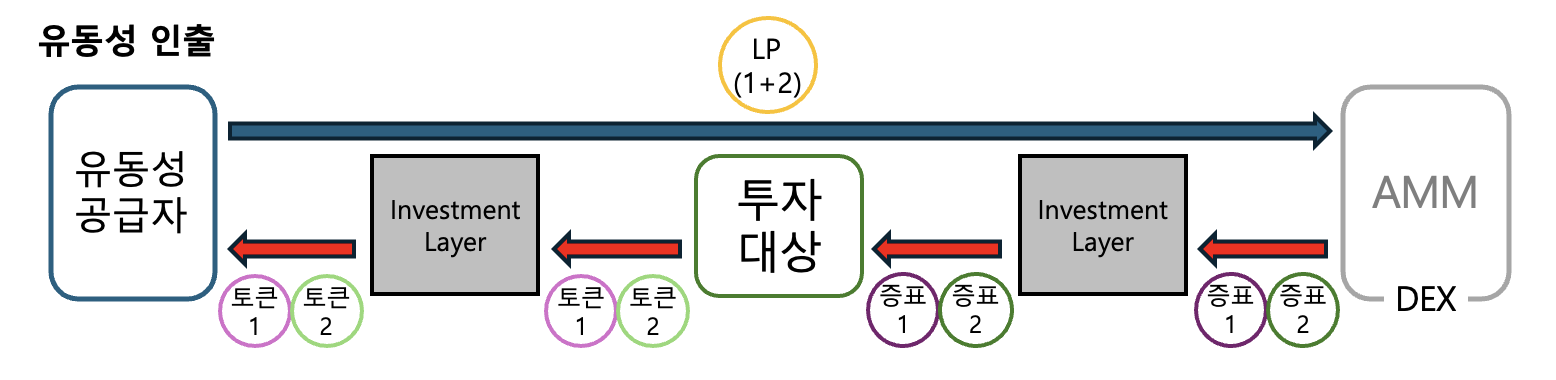 유동성 인출
LP
(1+2)
유동성
공급자
Investment
Layer
투자
대상
Investment
Layer
AMM
DEX
토큰
1
토큰
2
토큰
1
토큰
2
증표
1
증표
2
증표
1
증표
2